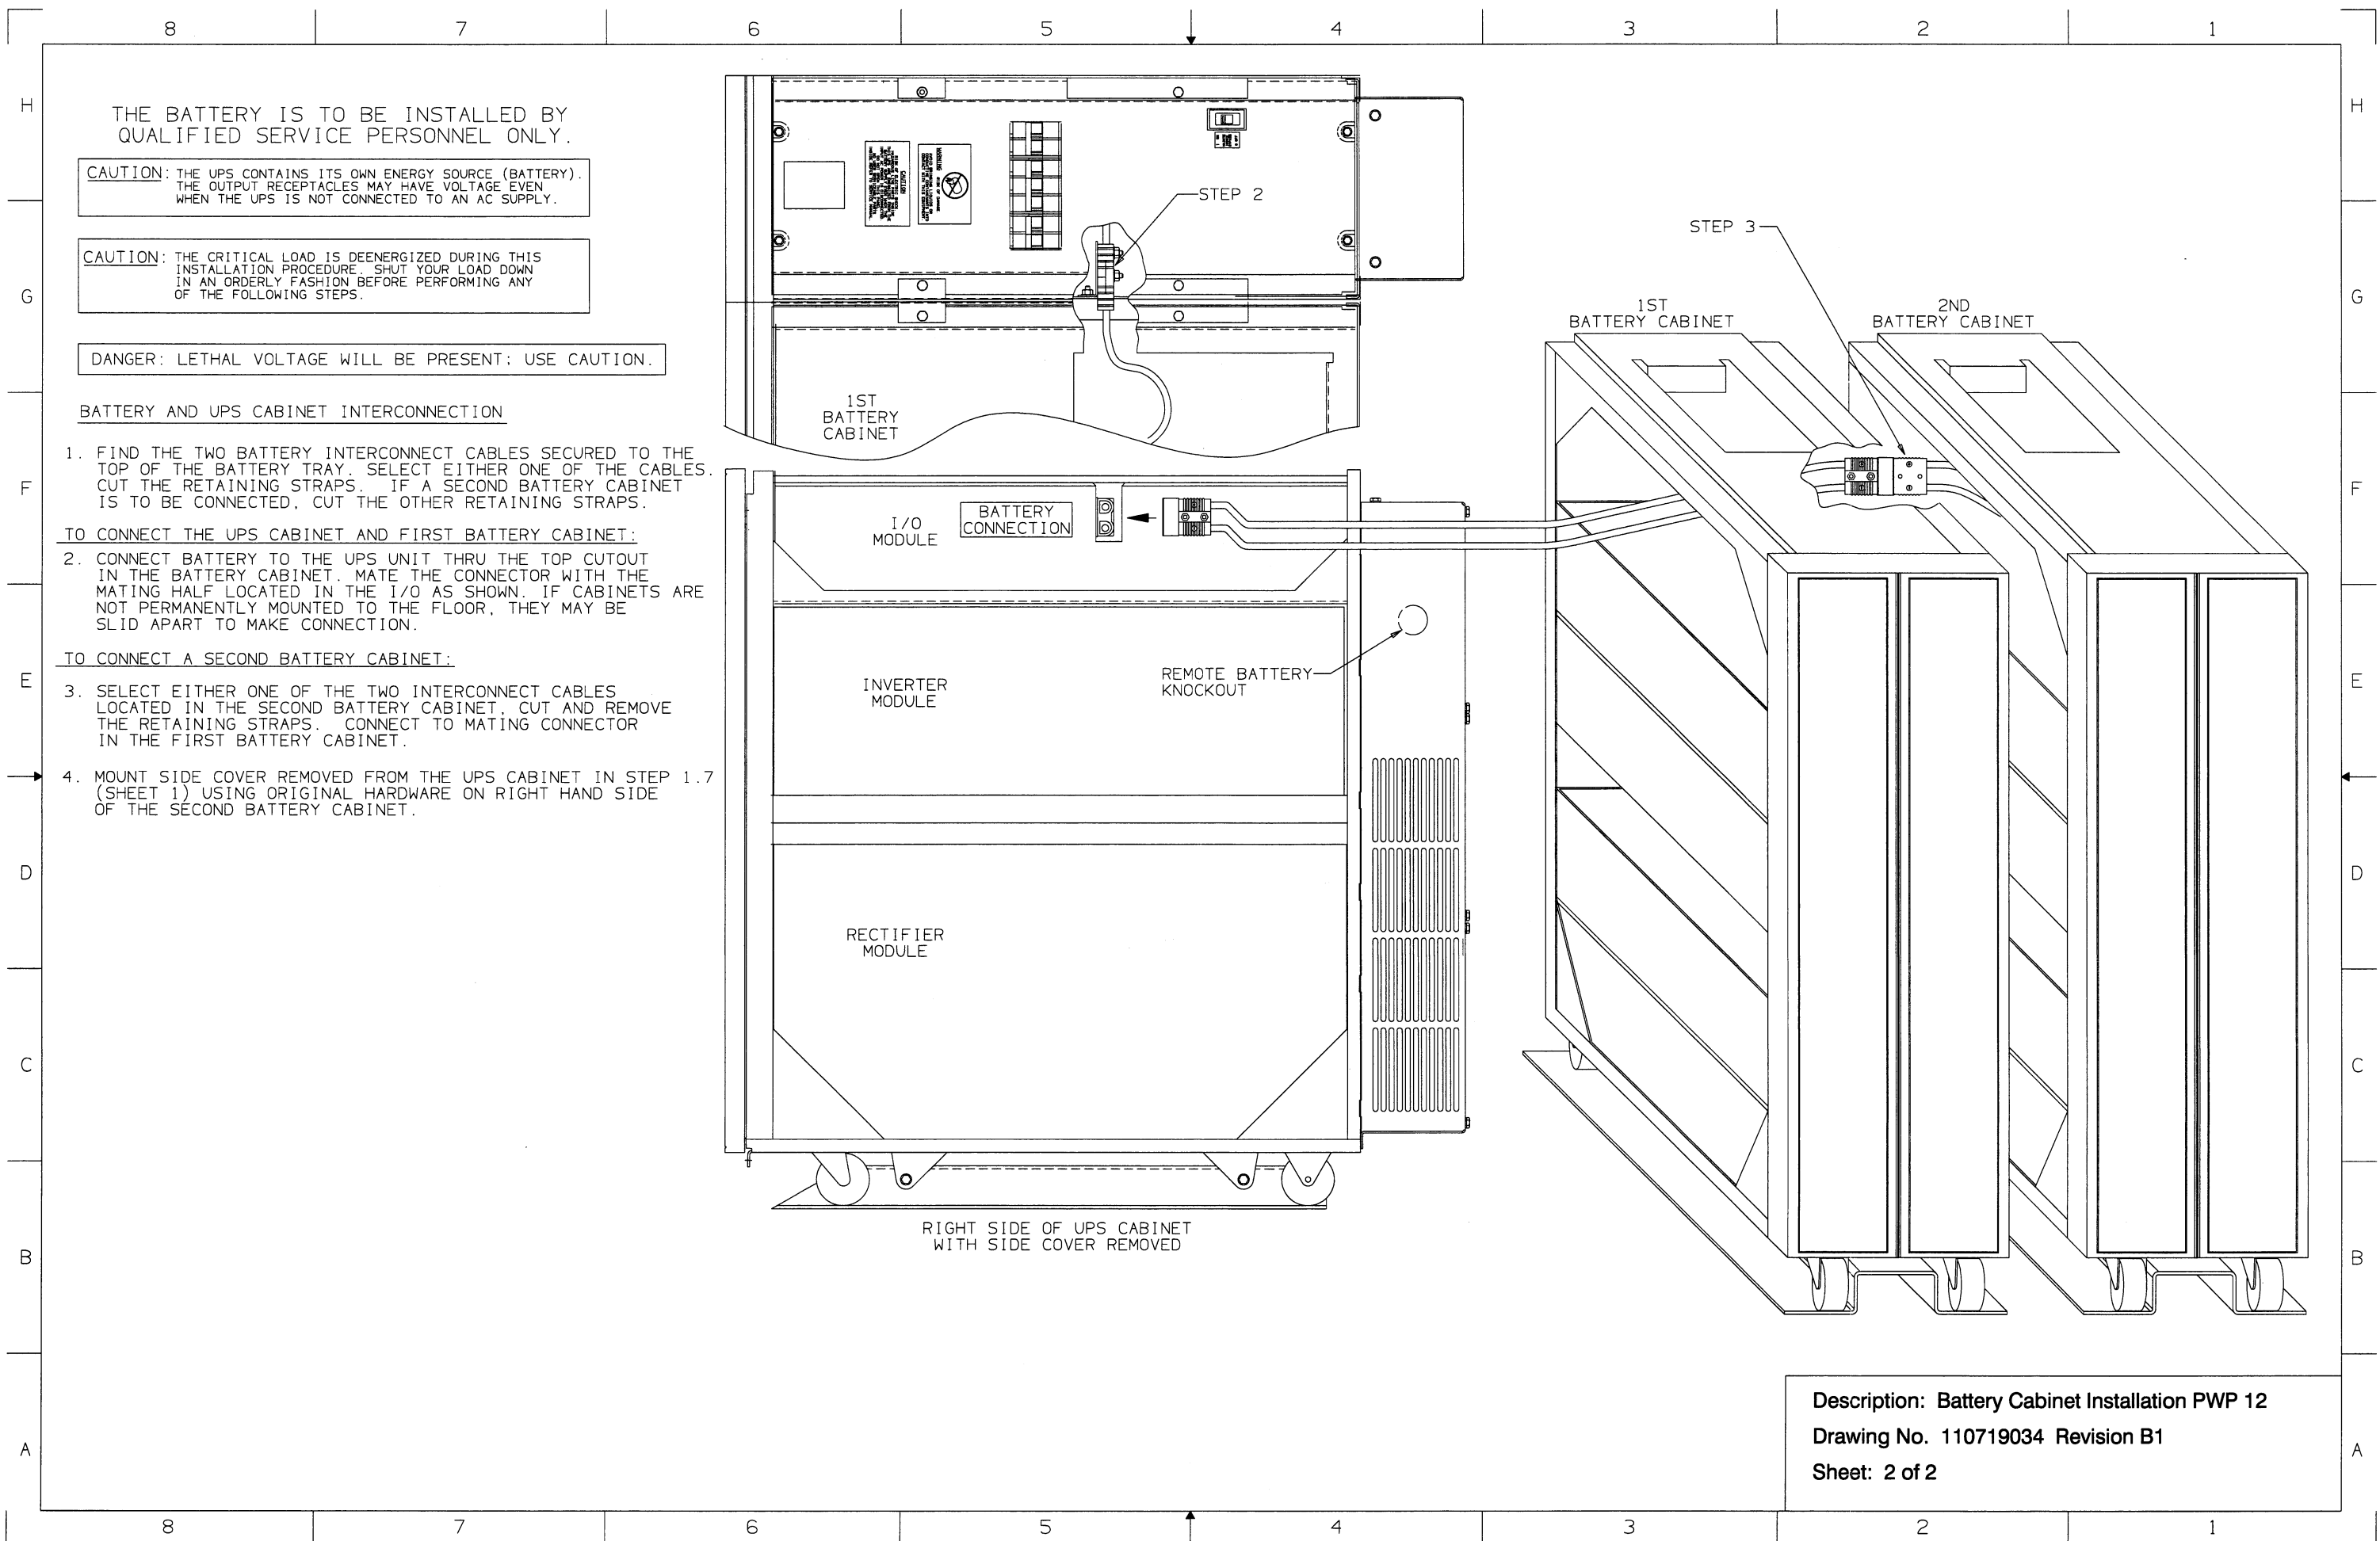 8 7 6 5 4 3 2 1
H H
THE BATTERY IS TO BE INSTALLED BY
QUALIFIED SERVICE PERSONNEL ONLY.
CAUTION: THE UPS CONTAINS ITS OWN ENERGY SOURCE (BATTERY).
THE OUTPUT RECEPTACLES MAY HAVE VOLTAGE EVEN
WHEN THE UPS IS NOT CONNECTED TO AN AC SUPPLY.
CAUTION: THE CRITICAL LOAD IS DEENERGIZED DURING THIS
INSTALLATION PROCEDURE. SHUT YOUR LOAD DOWN
IN AN ORDERLY FASHION BEFORE PERFORMING ANY
OF THE FOLLOWING STEPS.
G G
DANGER: LETHAL VOLTAGE WILL BE PRESENT; USE CAUTION.
BATTERY AND UPS CABINET INTERCONNECTION
1. FIND THE TWO BATTERY INTERCONNECT CABLES SECURED TO THE
TOP OF THE BATTERY TRAY. SELECT EITHER ONE OF THE CABLES.
CUT THE RETAINING STRAPS. IF A SECOND BATTERY CABINET
IS TO BE CONNECTED, CUT THE OTHER RETAINING STRAPS.
F F
TO CONNECT THE UPS CABINET AND FIRST BATTERY CABINET:
2. CONNECT BATTERY TO THE UPS UNIT THRU THE TOP CUTOUT
IN THE BATTERY CABINET. MATE THE CONNECTOR WITH THE
MATING HALF LOCATED IN THE I/O AS SHOWN. IF CABINETS ARE
NOT PERMANENTLY MOUNTED TO THE FLOOR, THEY MAY BE
SLID APART TO MAKE CONNECTION.
TO CONNECT A SECOND BATTERY CABINET:
E E
3. SELECT EITHER ONE OF THE TWO INTERCONNECT CABLES
LOCATED IN THE SECOND BATTERY CABINET, CUT AND REMOVE
THE RETAINING STRAPS. CONNECT TO MATING CONNECTOR
IN THE FIRST BATTERY CABINET.
4. MOUNT SIDE COVER REMOVED FROM THE UPS CABINET IN STEP 1.7
(SHEET 1) USING ORIGINAL HARDWARE ON RIGHT HAND SIDE
OF THE SECOND BATTERY CABINET.
CAUTION
WARNING
STEP 2
1ST
BATTERY
CABINET
I/O
MODULE
BATTERY
CONNECTION
INVERTER
MODULE
REMOTE BATTERY
KNOCKOUT
RECTIFIER
MODULE
RIGHT SIDE OF UPS CABINET
WITH SIDE COVER REMOVED
STEP 3
1ST
BATTERY CABINET
2ND
BATTERY CABINET
D D
C C
B B
A A
Description: Battery Cabinet Installation PWP 12
Drawing No. 110719034 Revision B1
Sheet: 2 of 2
8 7 6 5 4 3 2 1